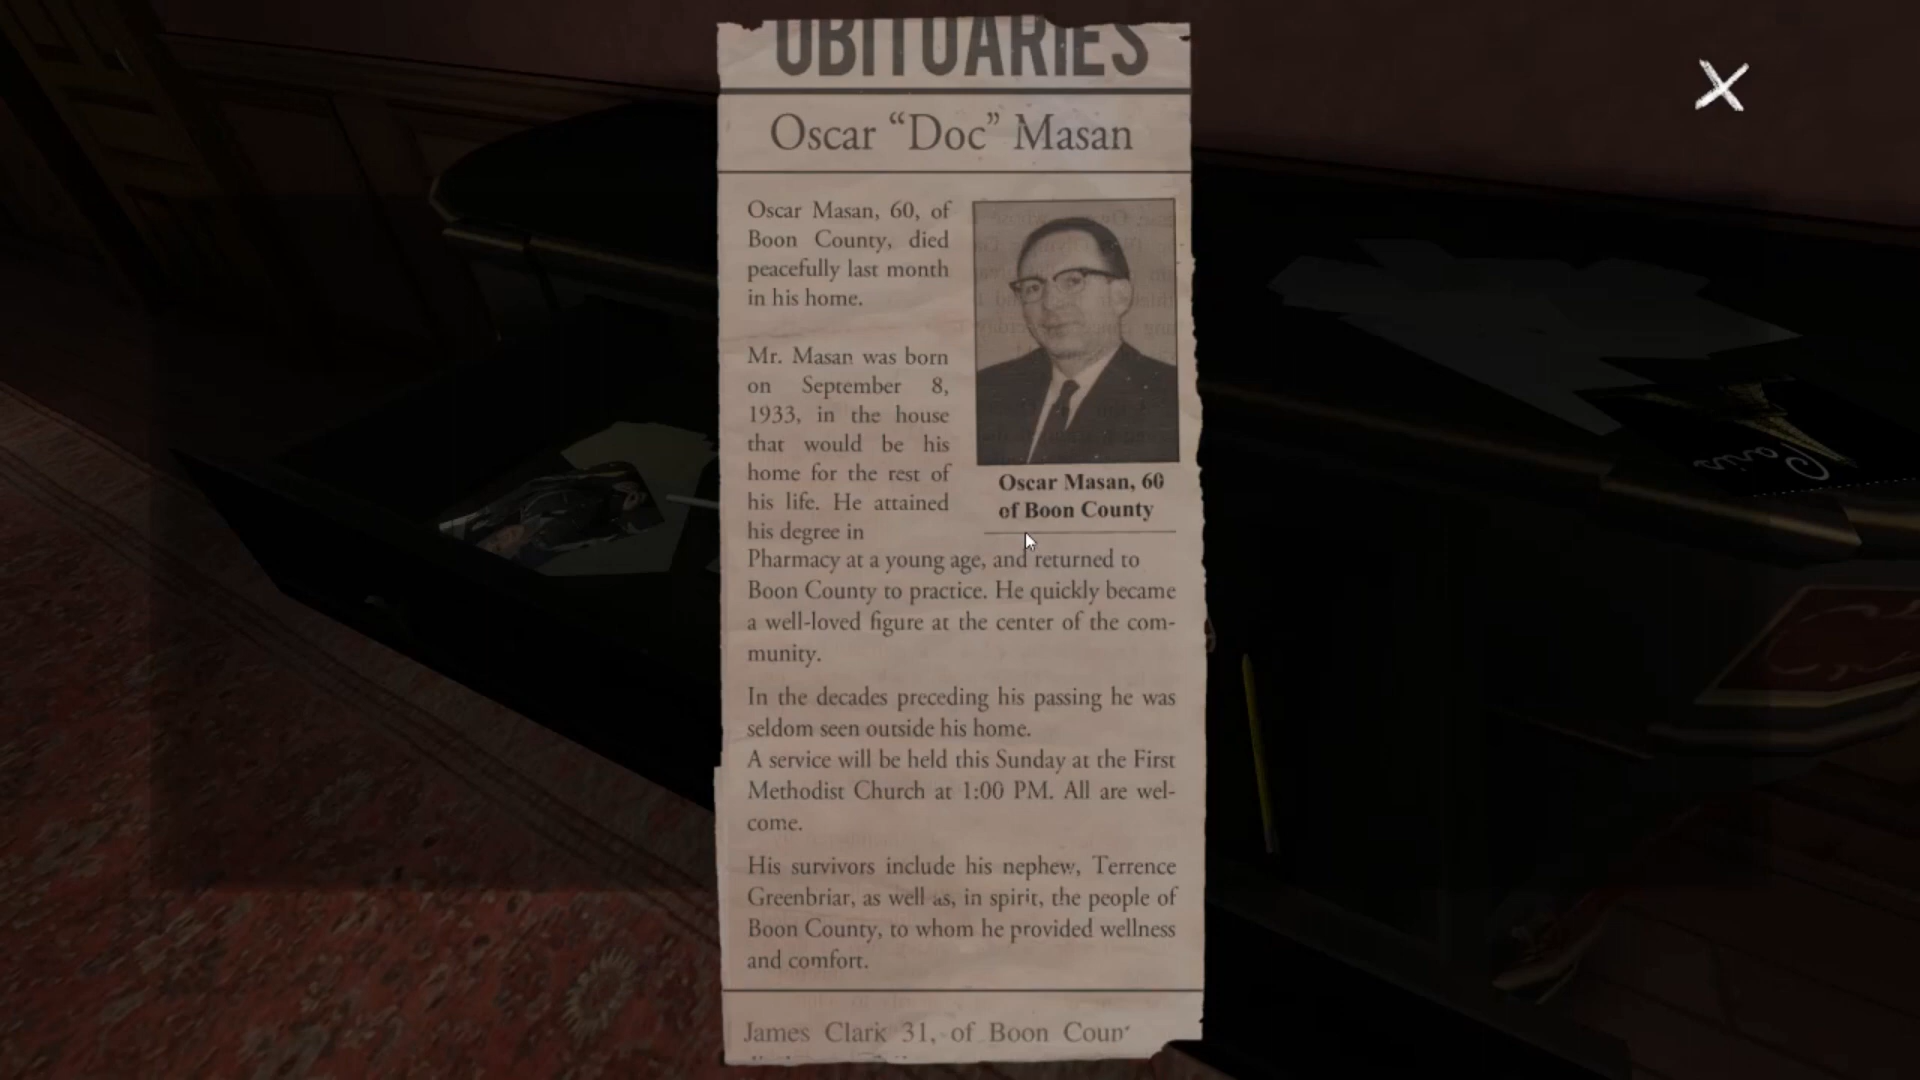 OBITUARIES
Oscar “Doc” Masan
Oscar Masan, 60, of
Boon County, died
peacefully last month
in his home.
Mr. Masan was born
on September 8,
1933, in the house
that would be his
home for the rest of
his life. He attained
his degree in
Pharmacy at a young age, and returned to
Boon County to practice. He quickly became
a well-loved figure at the center of the com-
munity.
Oscar Masan, 60
of Boon County
In the decades preceding his passing he was
seldom seen outside his home.
A service will be held this Sunday at the First
Methodist Church at 1:00 PM. All are wel-
come.
His survivors include his nephew, Terrence
Greenbriar, as well as, in spirit, the people of
Boon County, to whom he provided wellness
and comfort.
James Clark 31, of Boon Coun
Paris